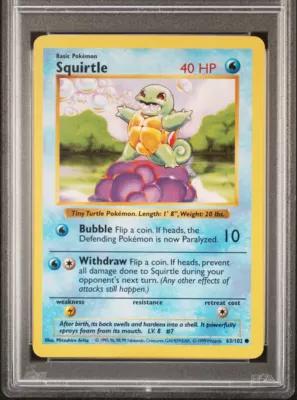 Basic Pokémon
Squirtle 40 HP
Tiny Turtle Pokémon. Length: 1' 8", Weight: 20 lbs.
Bubble Flip a coin. If heads, the
Defending Pokémon is now Paralyzed. 10
Withdraw Flip a coin. If heads, prevent
all damage done to Squirtle during your
opponent's next turn. (Any other effects of
attacks still happen.)
weakness resistance retreat cost
After birth, its back swells and hardens into a shell. It powerfully
sprays foam from its mouth. LV. 8 #7
Illus. Mitsuhiro Arita
63/102